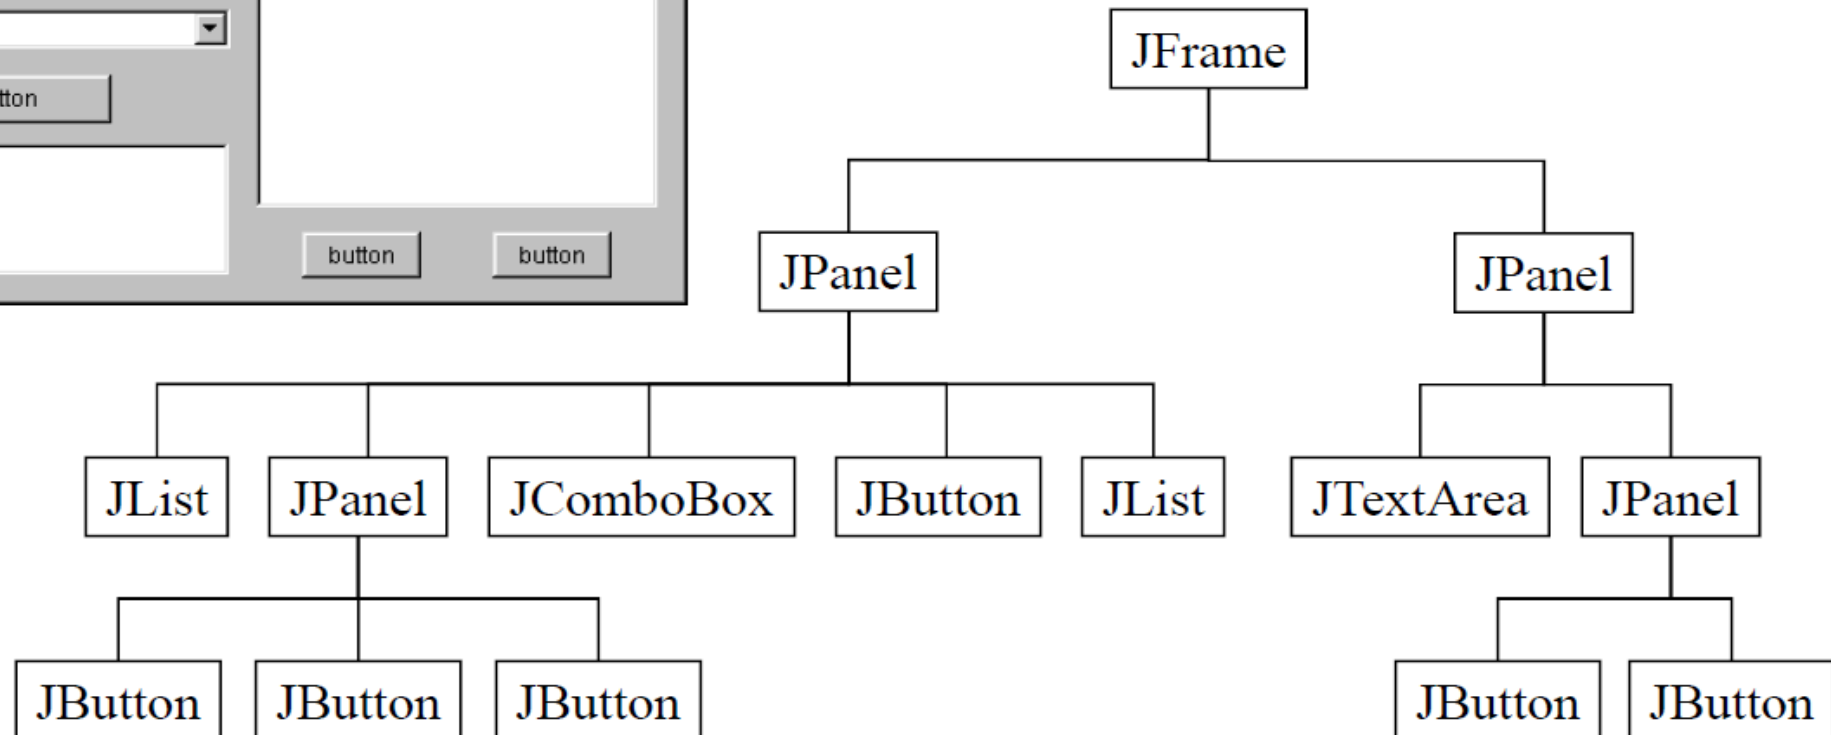 JFrame
tton
button button
JPanel JPanel
JList JPanel JComboBox JButton JList JTextArea JPanel
JButton JButton JButton JButton JButton